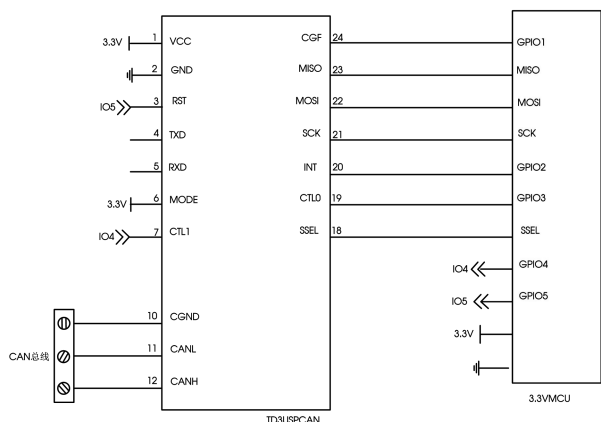 3.3V 1 VCC CGF 24 GPIO1
2 GND MISO 23 MISO
IO5 3 RST MOSI 22 MOSI
4 TXD SCK 21 SCK
5 RXD INT 20 GPIO2
3.3V 6 MODE CTL0 19 GPIO3
IO4 7 CTL1 SSEL 18 SSEL
IO4 GPIO4
IO5 GPIO5
10 CGND
3.3V
CAN总线 11 CANL
12 CANH
3.3VMCU
TD3USPCAN